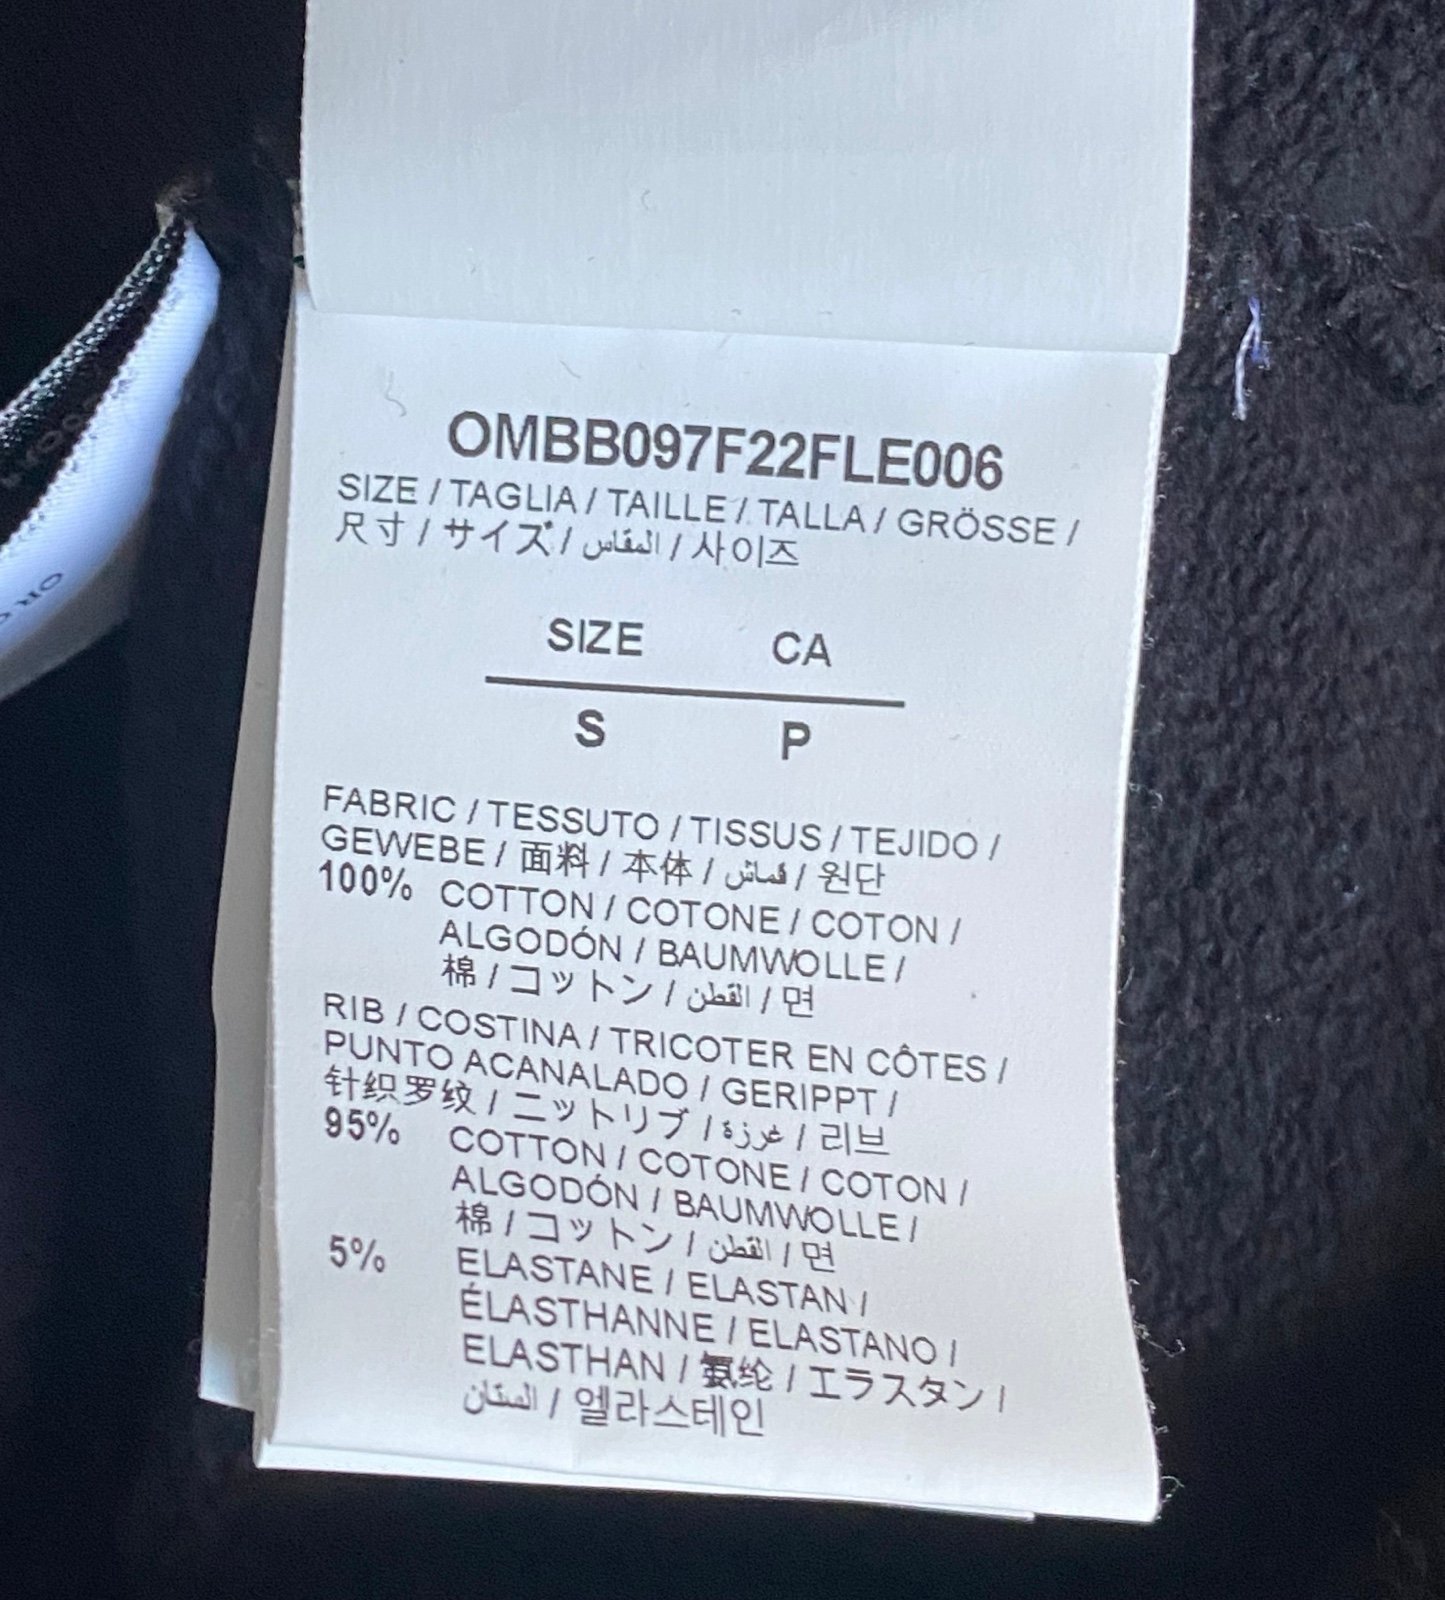 OMBB097F22FLE006
SIZE / TAGLIA / TAILLE / TALLA / GRÖSSE /
尺寸 / サイズ / المقاس / 사이즈
SIZE CA
S P
FABRIC / TESSUTO / TISSUS / TEJIDO /
GEWEBE / 面料 / 本体 / قماش / 원단
100% COTTON / COTONE / COTON /
ALGODÓN / BAUMWOLLE /
棉 / コットン / القطن / 면
RIB / COSTINA / TRICOTER EN CÔTES /
PUNTO ACANALADO / GERIPPT /
针织罗纹 / ニットリブ / غرزة / 리브
95% COTTON / COTONE / COTON /
ALGODÓN / BAUMWOLLE /
棉 / コットン / القطن / 면
5% ELASTANE / ELASTAN /
ÉLASTHANNE / ELASTANO /
ELASTHAN / 氨纶 / エラスタン /
/ 엘라스테인